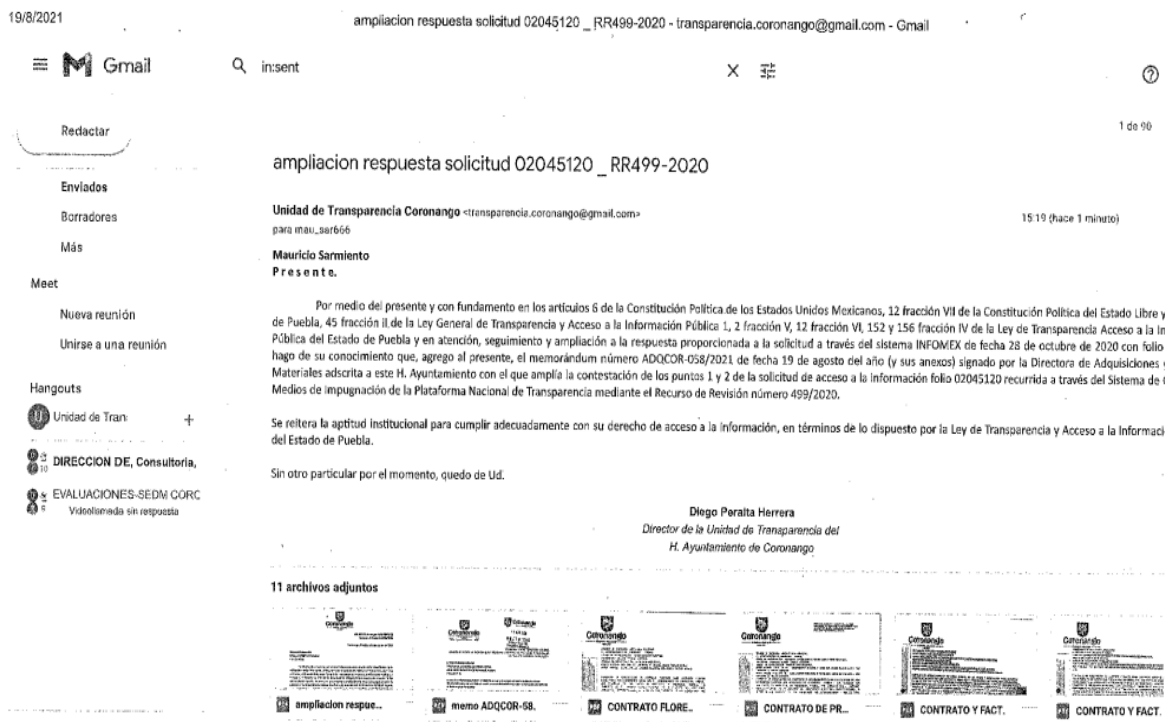 19/8/2021
ampliacion respuesta solicitud 02045120 _ RR499-2020 - transparencia.coronango@gmail.com - Gmail
Gmail
in:sent
Redactar
1 de 90
ampliacion respuesta solicitud 02045120 _ RR499-2020
Enviados
Unidad de Transparencia Coronango <transparencia.coronango@gmail.com>
15:19 (hace 1 minuto)
Borradores
para mau_sar666
Más
Mauricio Sarmiento
Presente.
Meet
Nueva reunión
Unirse a una reunión
Por medio del presente y con fundamento en los artículos 6 de la Constitución Política de los Estados Unidos Mexicanos, 12 fracción VII de la Constitución Política del Estado Libre y
de Puebla, 45 fracción II de la Ley General de Transparencia y Acceso a la Información Pública 1, 2 fracción V, 12 fracción VI, 152 y 156 fracción IV de la Ley de Transparencia Acceso a la In
Pública del Estado de Puebla y en atención, seguimiento y ampliación a la respuesta proporcionada a la solicitud a través del sistema INFOMEX de fecha 28 de octubre de 2020 con folio
hago de su conocimiento que, agrego al presente, el memorándum número ADQCOR-058/2021 de fecha 19 de agosto del año (y sus anexos) signado por la Directora de Adquisiciones
Materiales adscrita a este H. Ayuntamiento con el que amplía la contestación de los puntos 1 y 2 de la solicitud de acceso a la información folio 02045120 recurrida a través del Sistema de
Medios de Impugnación de la Plataforma Nacional de Transparencia mediante el Recurso de Revisión número 499/2020.
Hangouts
Unidad de Tran
Se reitera la aptitud institucional para cumplir adecuadamente con su derecho de acceso a la información, en términos de lo dispuesto por la Ley de Transparencia y Acceso a la Informaci
del Estado de Puebla.
DIRECCION DE, Consultoria,
Sin otro particular por el momento, quedo de Ud.
EVALUACIONES-SEDM CORC
Videollamada sin respuesta
Diego Peralta Herrera
Director de la Unidad de Transparencia del
H. Ayuntamiento de Coronango
11 archivos adjuntos
Coronango
Coronango
Coronango
Coronango
Coronango
Coronango
ampliacion respue...
memo ADQCOR-58.
CONTRATO FLORE...
CONTRATO DE PR...
CONTRATO Y FACT.
CONTRATO Y FACT.